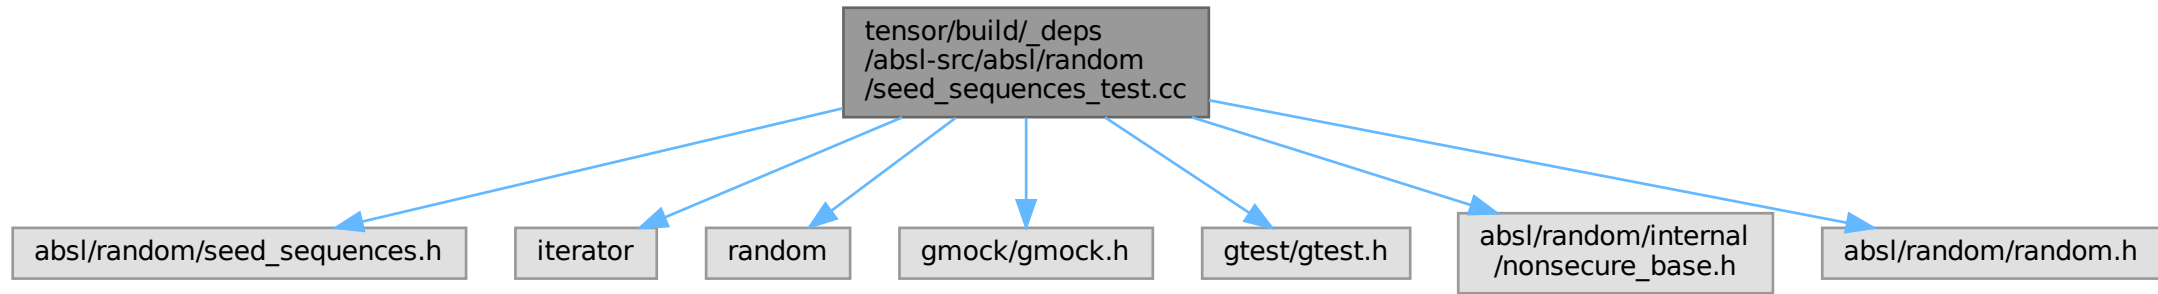 tensor/build/_deps
/absl-src/absl/random
/seed_sequences_test.cc
absl/random/seed_sequences.h
iterator
random
gmock/gmock.h
gtest/gtest.h
absl/random/internal
/nonsecure_base.h
absl/random/random.h